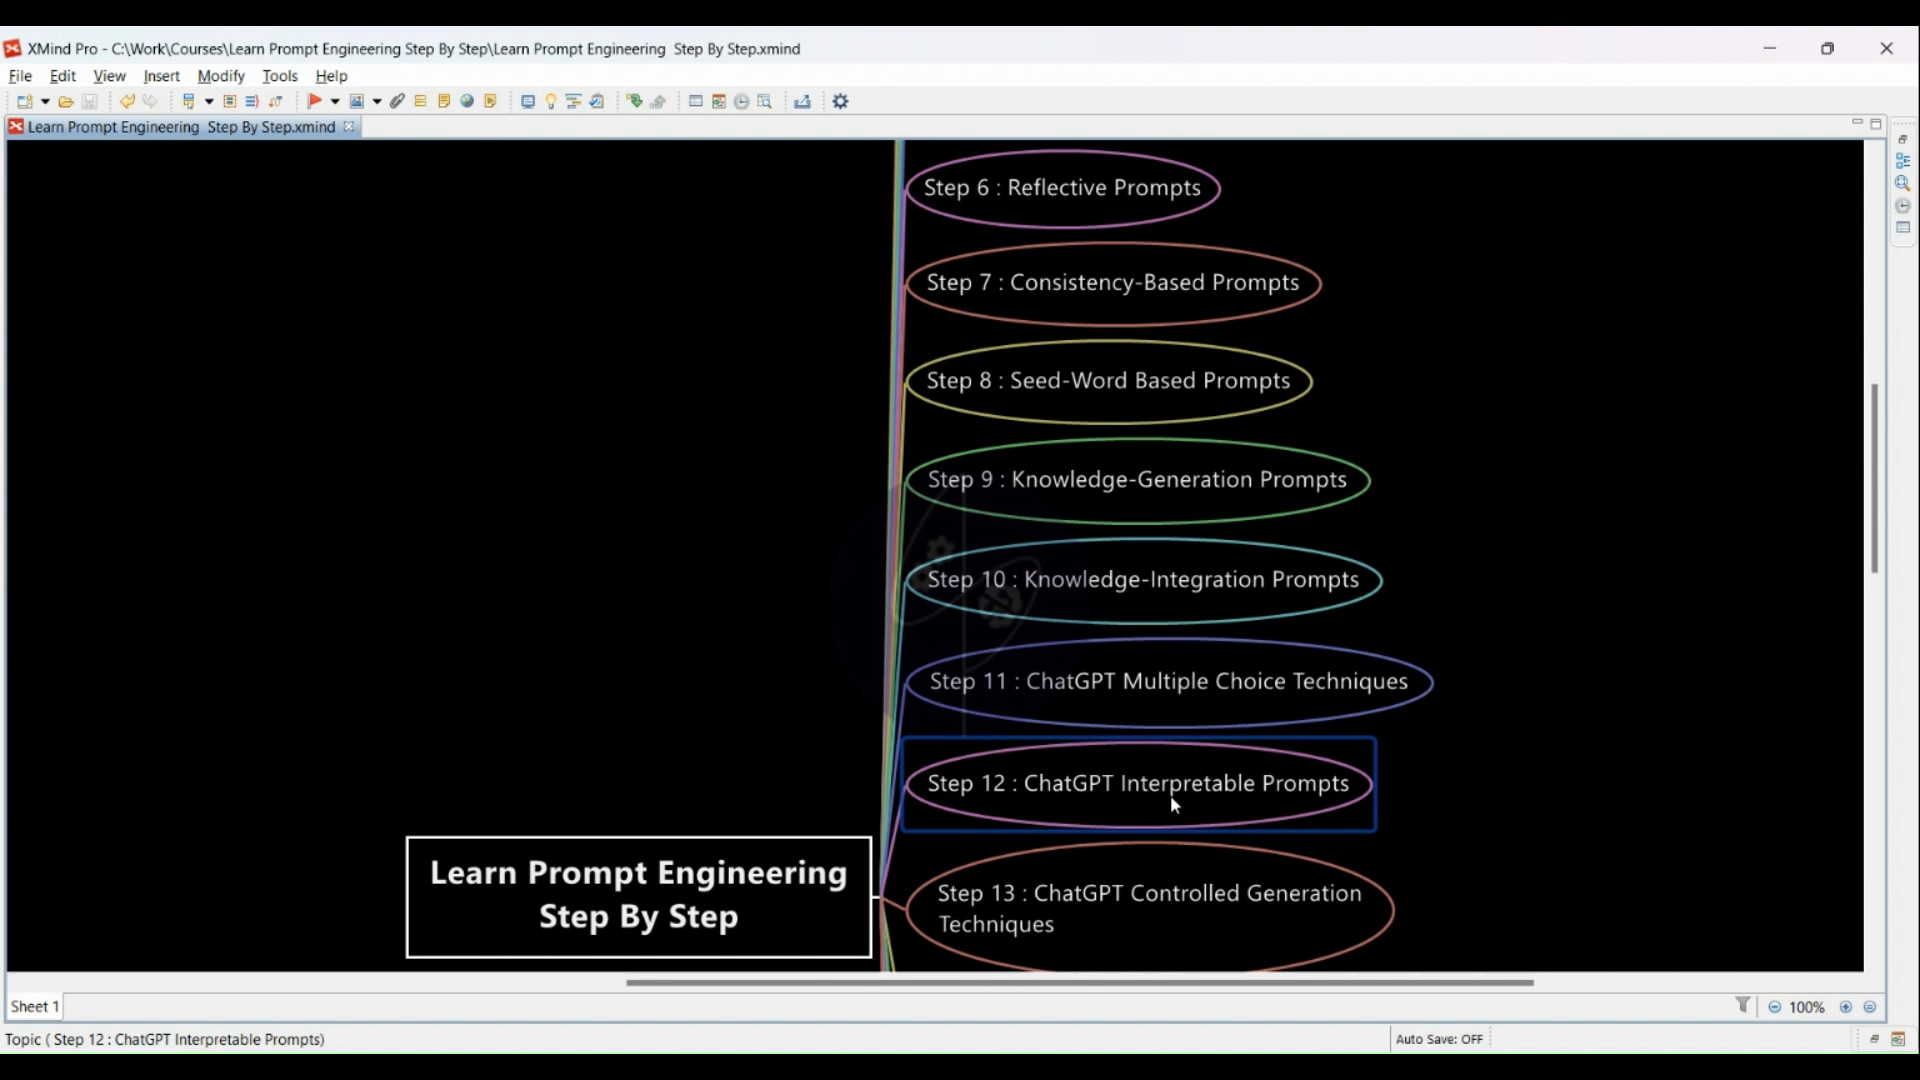 XMind Pro - C:\Work\Courses\Learn Prompt Engineering Step By Step\Learn Prompt Engineering  Step By Step.xmind
File Edit View Insert Modify Tools Help
Learn Prompt Engineering  Step By Step.xmind
Step 6 : Reflective Prompts
Step 7 : Consistency-Based Prompts
Step 8 : Seed-Word Based Prompts
Step 9 : Knowledge-Generation Prompts
Step 10 : Knowledge-Integration Prompts
Step 11 : ChatGPT Multiple Choice Techniques
Step 12 : ChatGPT Interpretable Prompts
Learn Prompt Engineering
Step By Step
Step 13 : ChatGPT Controlled Generation
Techniques
Sheet 1
100%
Topic ( Step 12 : ChatGPT Interpretable Prompts)
Auto Save: OFF